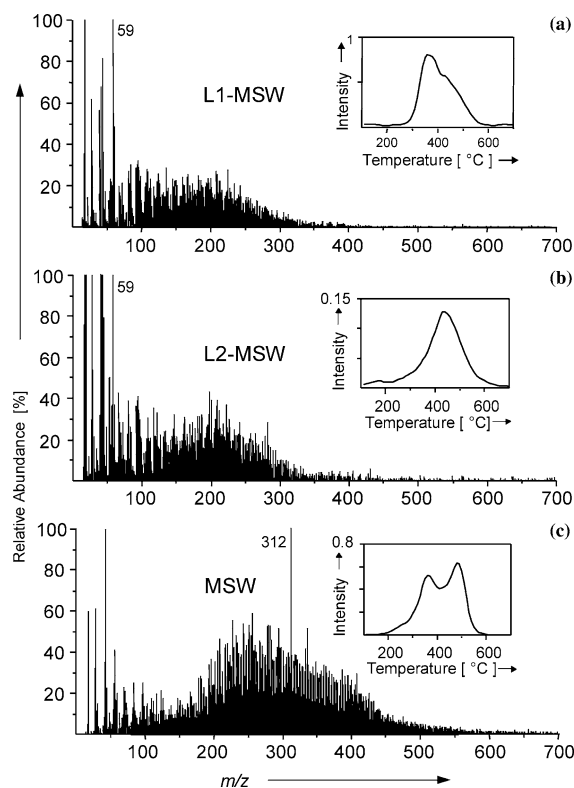 (a)
100
80
60
40
20
59
L1-MSW
1
Intensity
200 400 600
Temperature [ °C]
100 200 300 400 500 600 700
(b)
100
80
60
40
20
59
L2-MSW
0.15
Intensity
200 400 600
Temperature [ °C]
100 200 300 400 500 600 700
(c)
100
80
60
40
20
312
MSW
0.8
Intensity
200 400 600
Temperature [ °C ]
100 200 300 400 500 600 700
Relative Abundance [%]
m/z